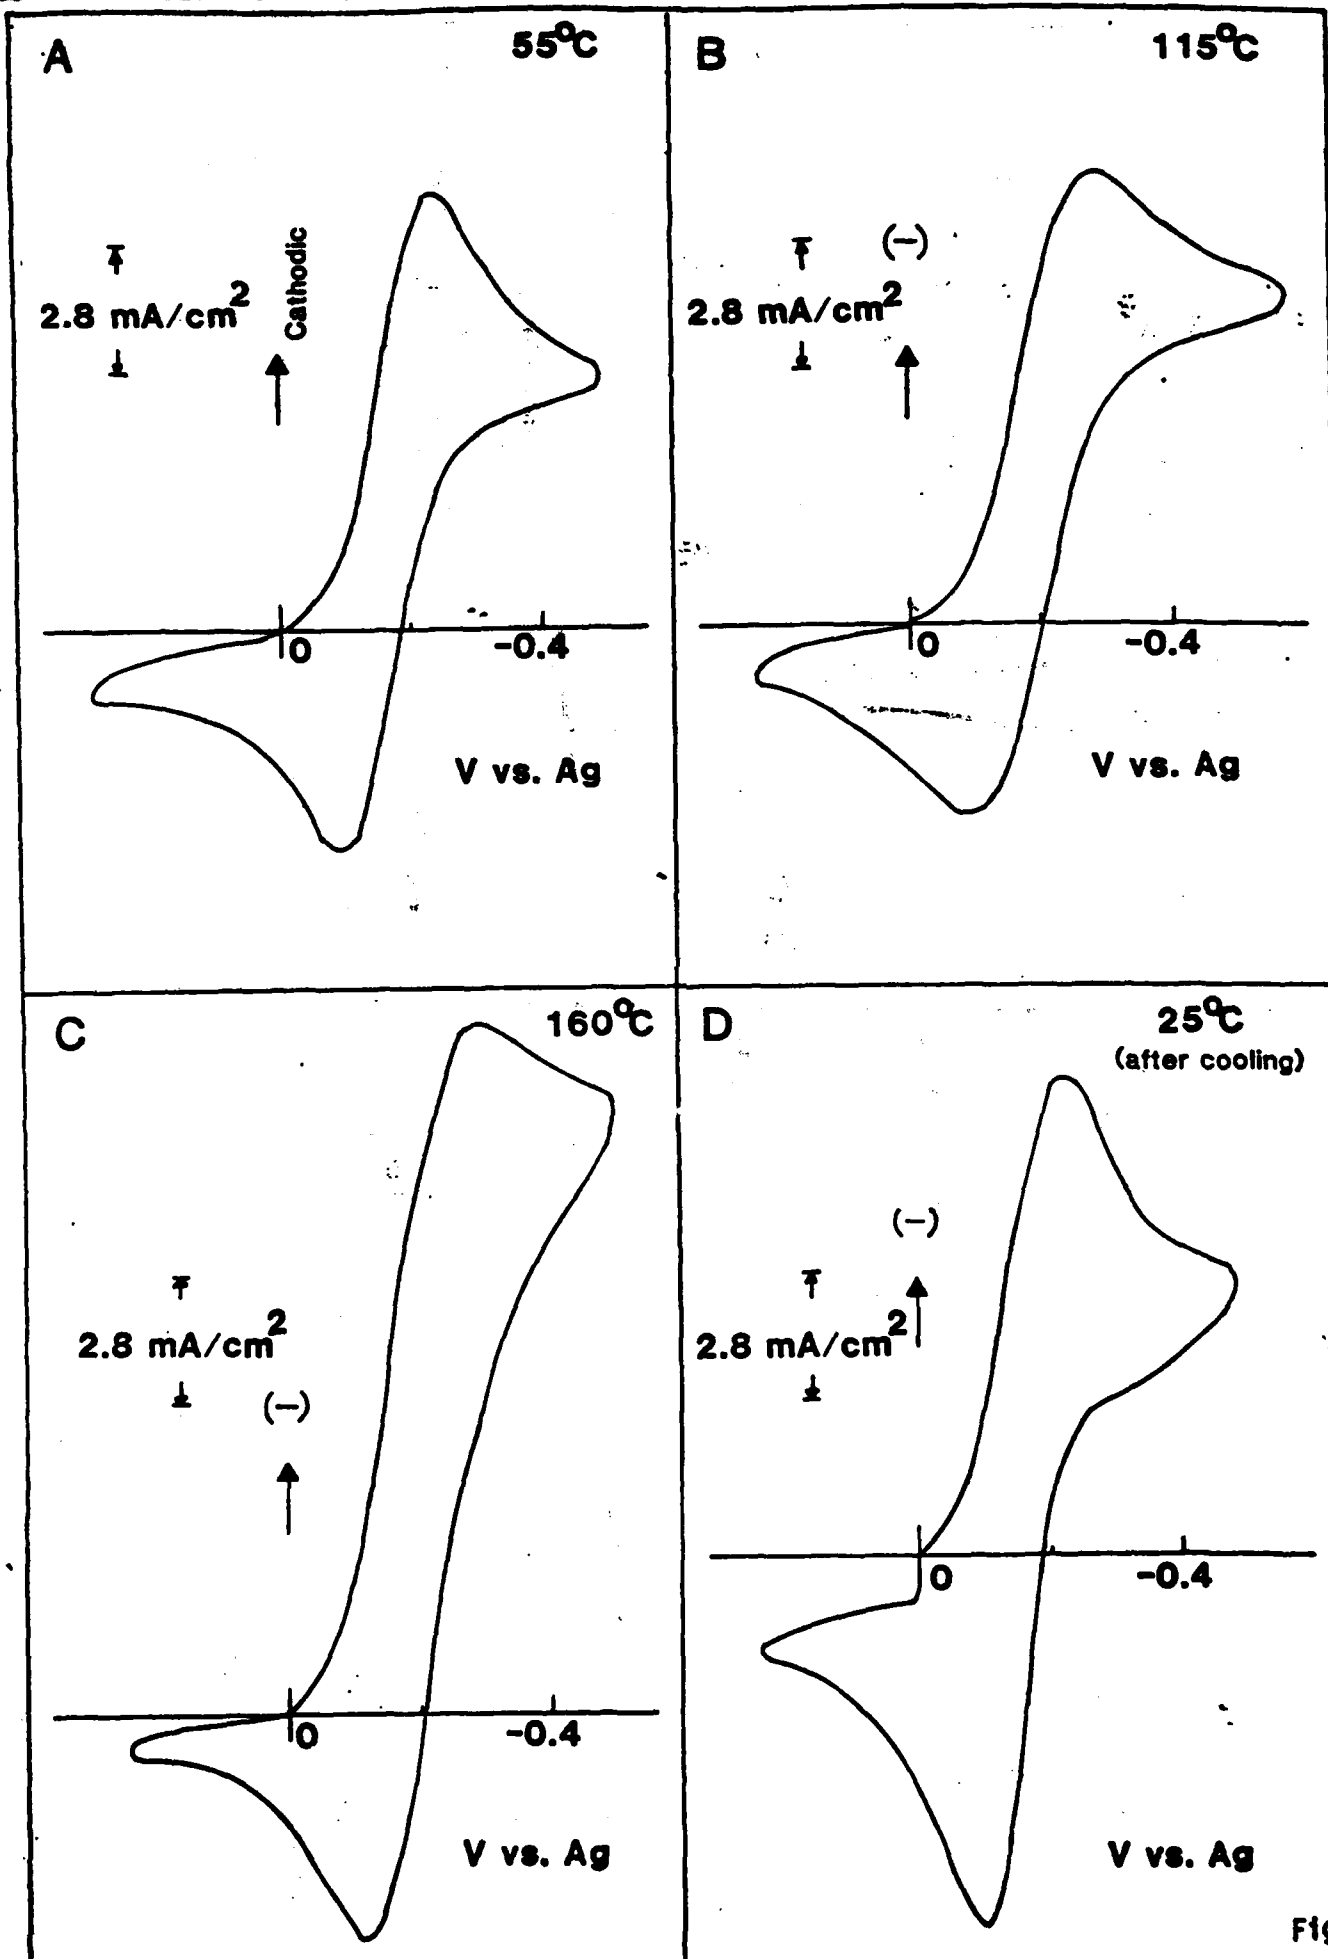 A
55°C
Cathodic
2.8 mA/cm²
0
-0.4
V vs. Ag
B
115°C
(-)
2.8 mA/cm²
0
-0.4
V vs. Ag
C
160°C
2.8 mA/cm²
(-)
0
-0.4
V vs. Ag
D
25°C
(after cooling)
(-)
2.8 mA/cm²
0
-0.4
V vs. Ag